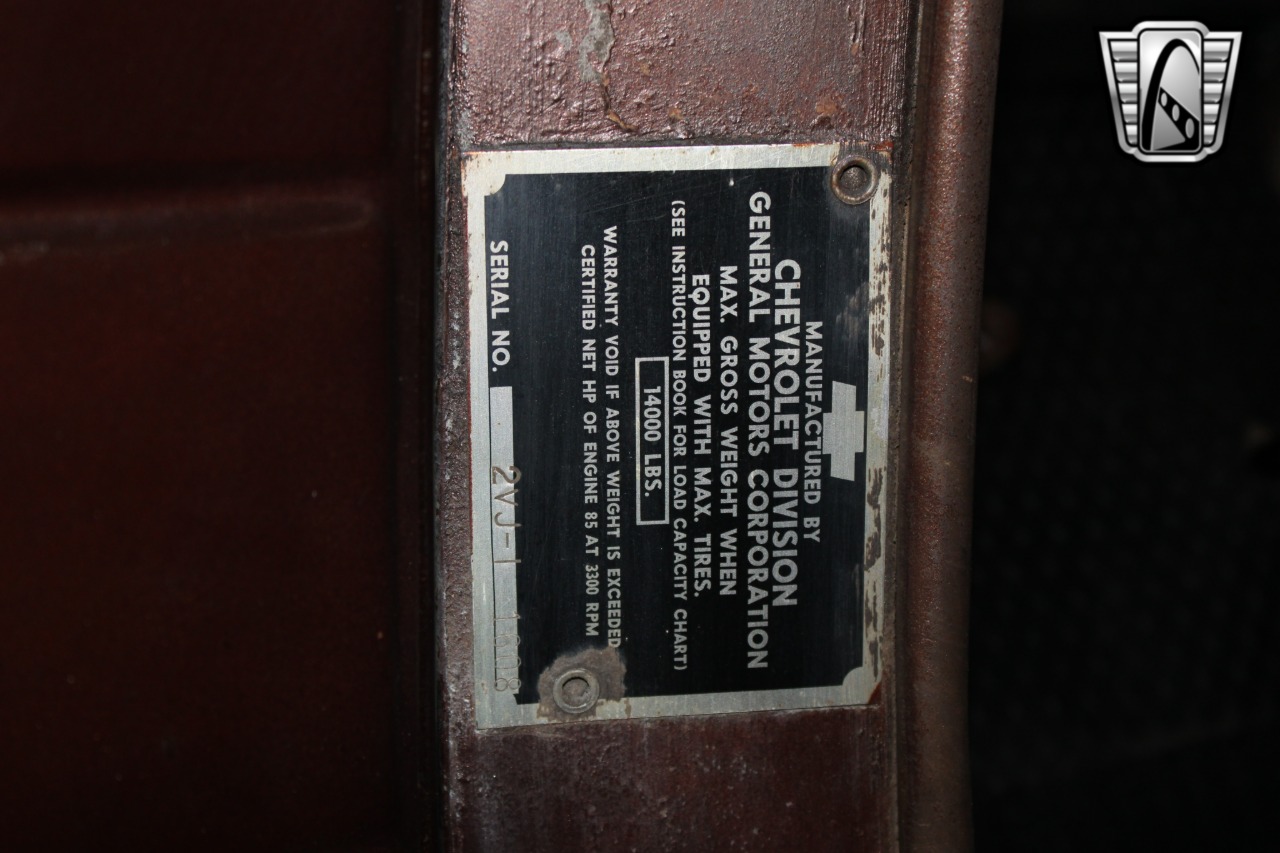 MANUFACTURED BY
CHEVROLET DIVISION
GENERAL MOTORS CORPORATION
MAX. GROSS WEIGHT WHEN
EQUIPPED WITH MAX. TIRES.
(SEE INSTRUCTION BOOK FOR LOAD CAPACITY CHART)
14000 LBS.
WARRANTY VOID IF ABOVE WEIGHT IS EXCEEDED
CERTIFIED NET HP OF ENGINE 85 AT 3300 RPM
SERIAL NO. 2VJ-1